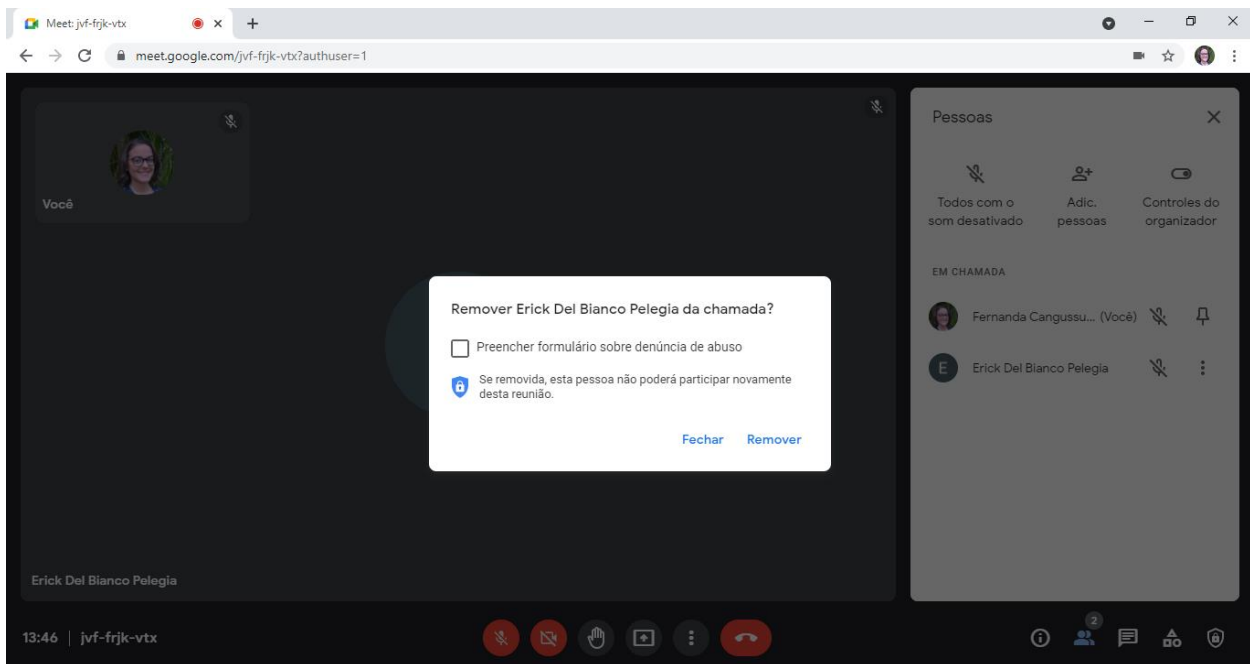 Meet: jvf-frjk-vtx
meet.google.com/jvf-frjk-vtx?authuser=1
Você
Erick Del Bianco Pelegia
Remover Erick Del Bianco Pelegia da chamada?
Preencher formulário sobre denúncia de abuso
Se removida, esta pessoa não poderá participar novamente
desta reunião.
Fechar Remover
Pessoas
Todos com o
som desativado
Adic.
pessoas
Controles do
organizador
EM CHAMADA
Fernanda Cangussu... (Você)
E
Erick Del Bianco Pelegia
13:46 | jvf-frjk-vtx
2